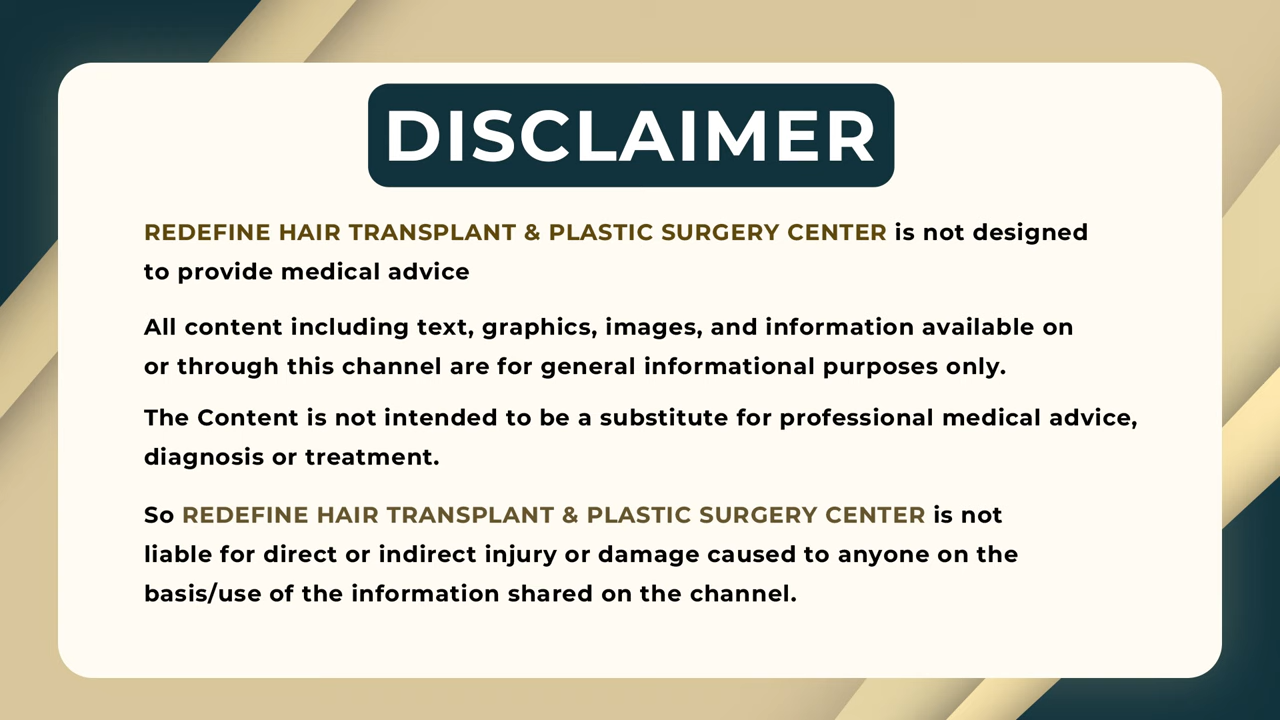 DISCLAIMER
REDEFINE HAIR TRANSPLANT & PLASTIC SURGERY CENTER is not designed
to provide medical advice
All content including text, graphics, images, and information available on
or through this channel are for general informational purposes only.
The Content is not intended to be a substitute for professional medical advice,
diagnosis or treatment.
So REDEFINE HAIR TRANSPLANT & PLASTIC SURGERY CENTER is not
liable for direct or indirect injury or damage caused to anyone on the
basis/use of the information shared on the channel.